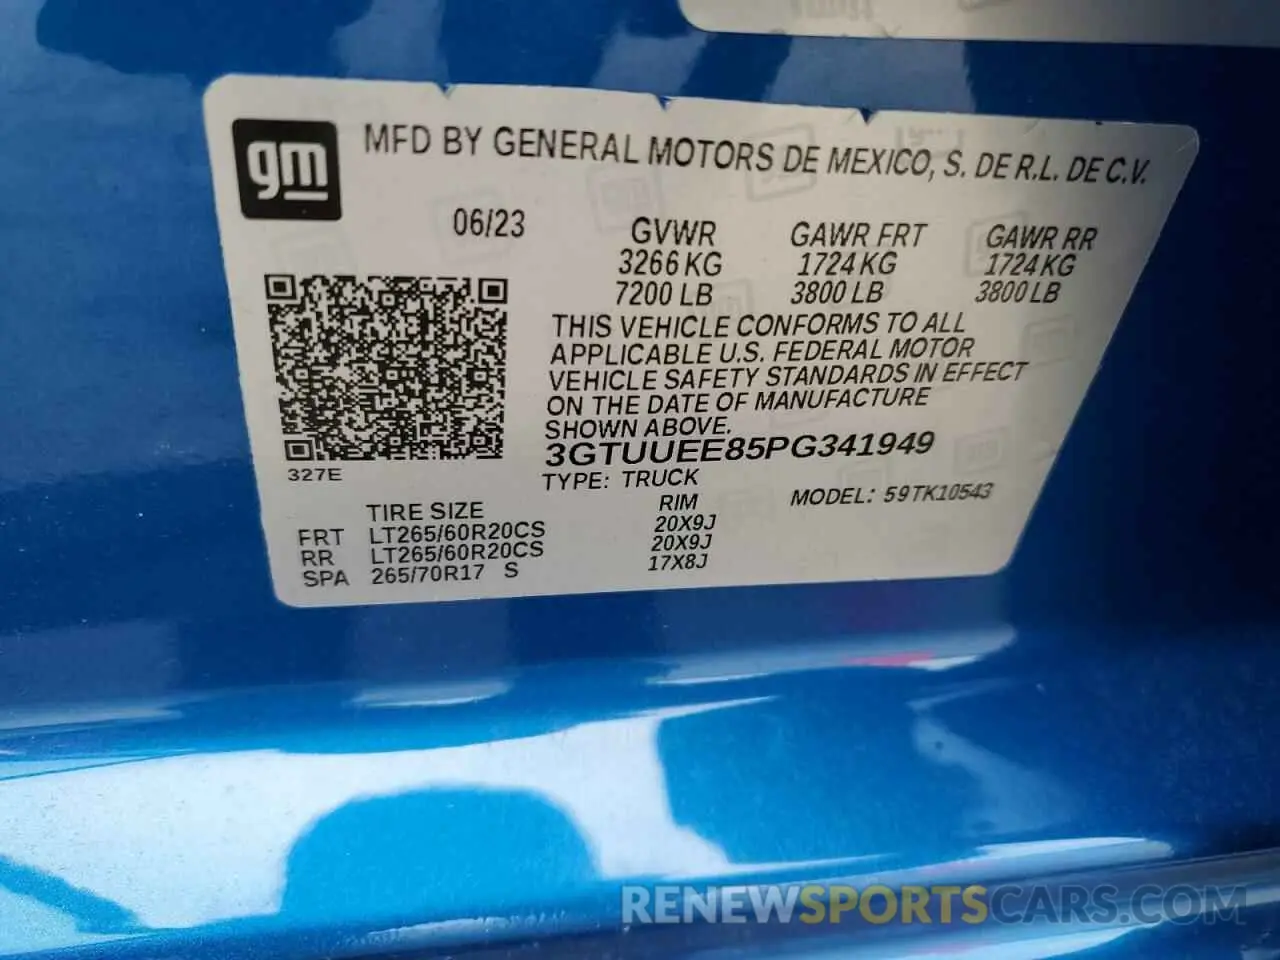 gm
MFD BY GENERAL MOTORS DE MEXICO, S. DE R.L. DE C.V.
06/23
GVWR GAWR FRT GAWR RR
3266 KG 1724 KG 1724 KG
7200 LB 3800 LB 3800 LB
THIS VEHICLE CONFORMS TO ALL
APPLICABLE U.S. FEDERAL MOTOR
VEHICLE SAFETY STANDARDS IN EFFECT
ON THE DATE OF MANUFACTURE
SHOWN ABOVE.
3GTUUEE85PG341949
327E
TYPE: TRUCK MODEL: 59TK10543
TIRE SIZE RIM
FRT LT265/60R20CS 20X9J
RR LT265/60R20CS 20X9J
SPA 265/70R17 S 17X8J
RENEWSPORTSCARS.COM